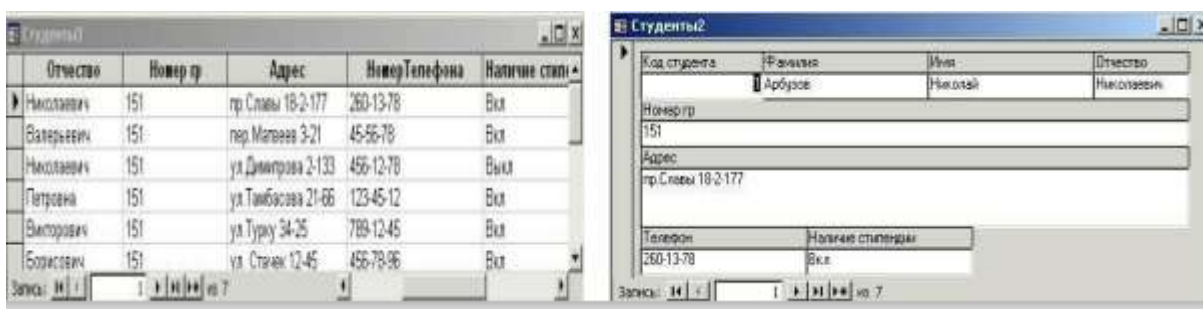 Студенты3
Отчество Номер гр Адрес НомерТелефона Наличие стип
Николаевич 151 пр.Славы 18-2-177 260-13-78 Вкл
Валерьевич 151 пер.Матвеев 3-21 45-56-78 Вкл
Николаевич 151 ул.Димитрова 2-133 456-12-78 Выкл
Петровна 151 ул.Тамбасова 21-66 123-45-12 Вкл
Викторович 151 ул.Турку 34-25 789-12-45 Вкл
Борисович 151 ул. Стачек 12-45 456-78-96 Вкл
Запись: 1 из 7
Студенты2
Код студента Фамилия Имя Отчество
1 Арбузов Николай Николаевич
Номер гр
151
Адрес
пр.Славы 18-2-177
Телефон Наличие стипендии
260-13-78 Вкл
Запись: 1 из 7